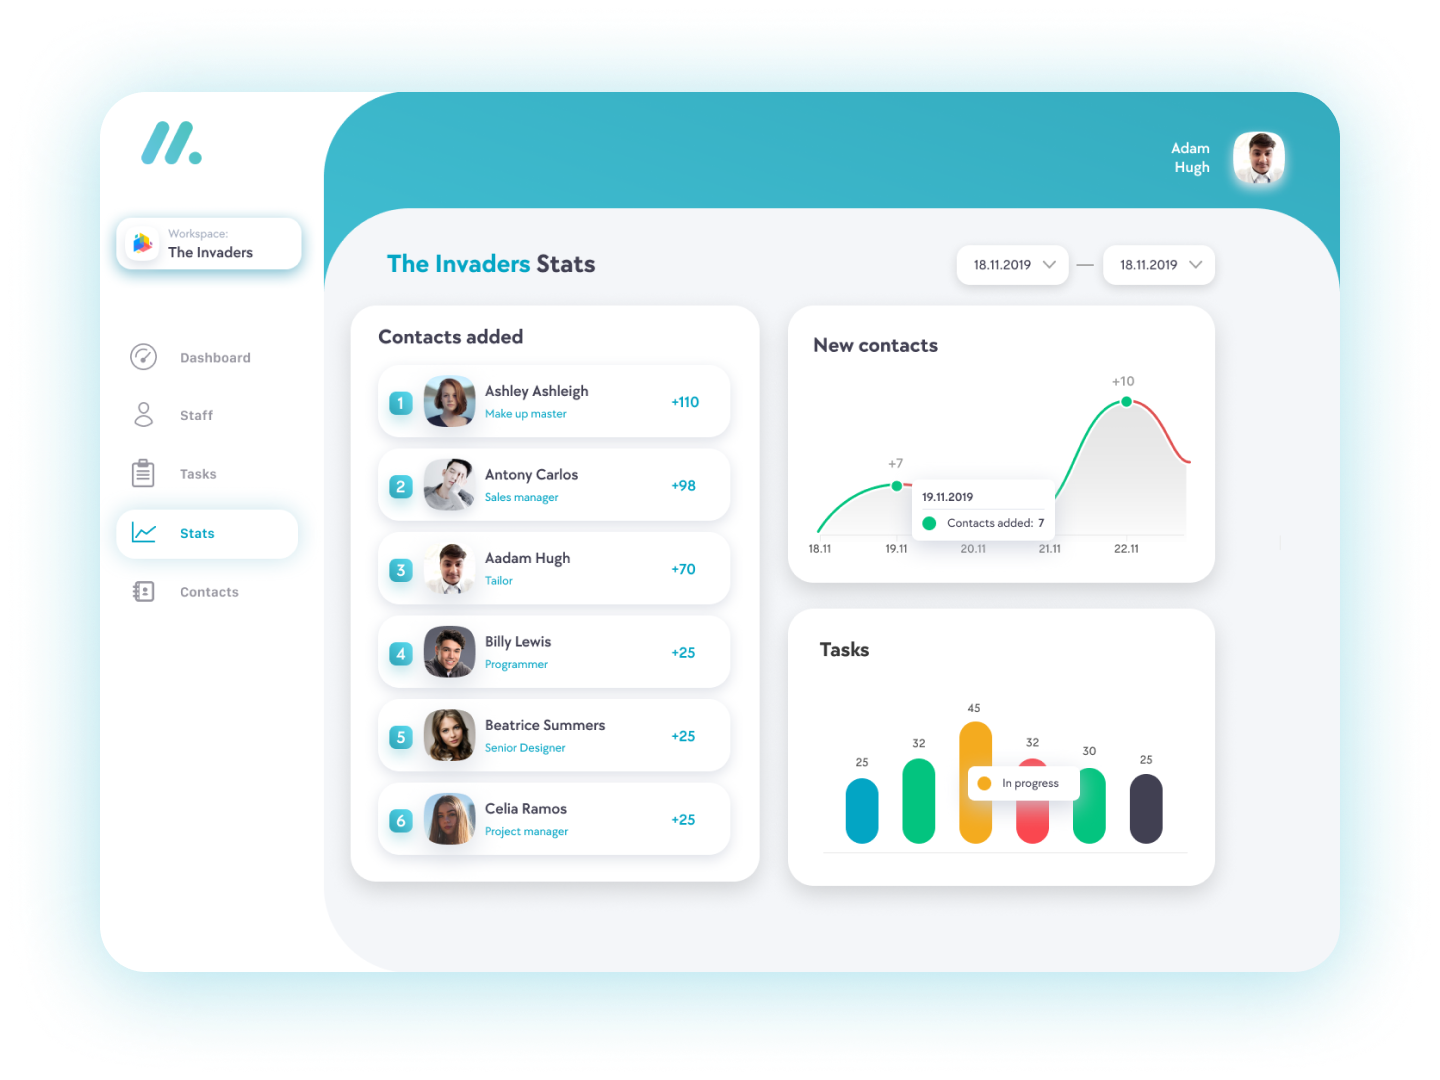 Adam
Hugh
Workspace:
The Invaders
Dashboard
Staff
Tasks
Stats
Contacts
The Invaders Stats
18.11.2019 — 18.11.2019
Contacts added
1 Ashley Ashleigh
Make up master
+110
2 Antony Carlos
Sales manager
+98
3 Aadam Hugh
Tailor
+70
4 Billy Lewis
Programmer
+25
5 Beatrice Summers
Senior Designer
+25
6 Celia Ramos
Project manager
+25
New contacts
+10
+7
19.11.2019
Contacts added: 7
18.11 19.11 20.11 21.11 22.11
Tasks
25 32 45 32 30 25
In progress